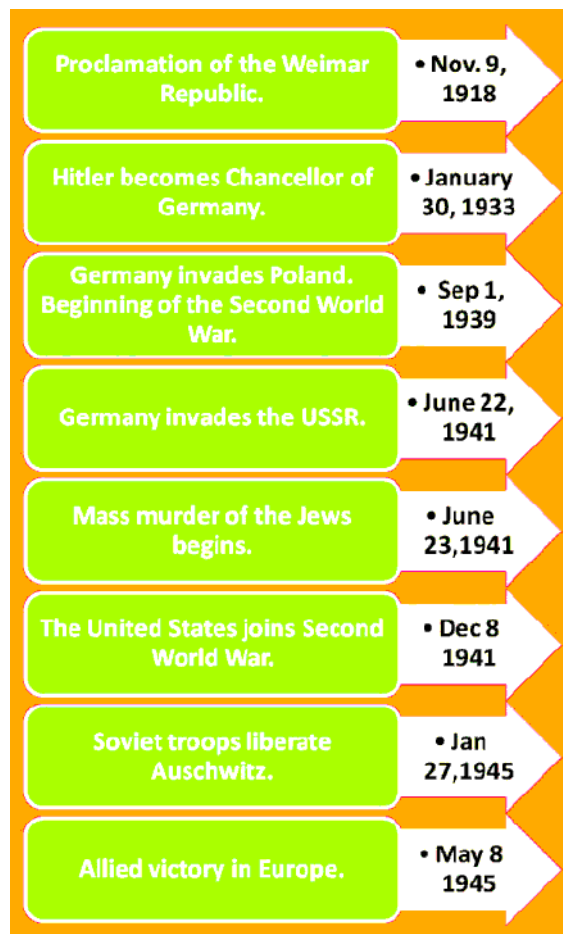 Proclamation of the Weimar
Republic.
• Nov. 9,
1918
Hitler becomes Chancellor of
Germany.
• January
30, 1933
Germany invades Poland.
Beginning of the Second World
War.
• Sep 1,
1939
Germany invades the USSR.
• June 22,
1941
Mass murder of the Jews
begins.
• June
23,1941
The United States joins Second
World War.
• Dec 8
1941
Soviet troops liberate
Auschwitz.
• Jan
27,1945
Allied victory in Europe.
• May 8
1945